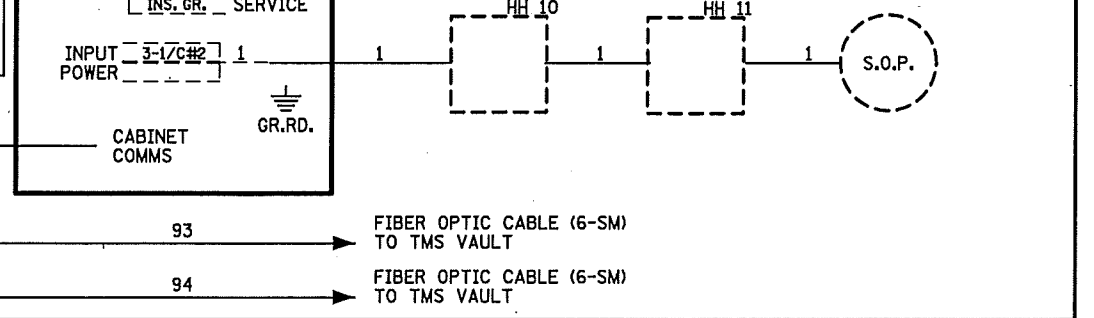 INS. GR. SERVICE
HH 10
HH 11
INPUT POWER
3-1/C#2
1
1
1
1
S.O.P.
GR.RD.
CABINET
COMMS
93
FIBER OPTIC CABLE (6-SM)
TO TMS VAULT
94
FIBER OPTIC CABLE (6-SM)
TO TMS VAULT